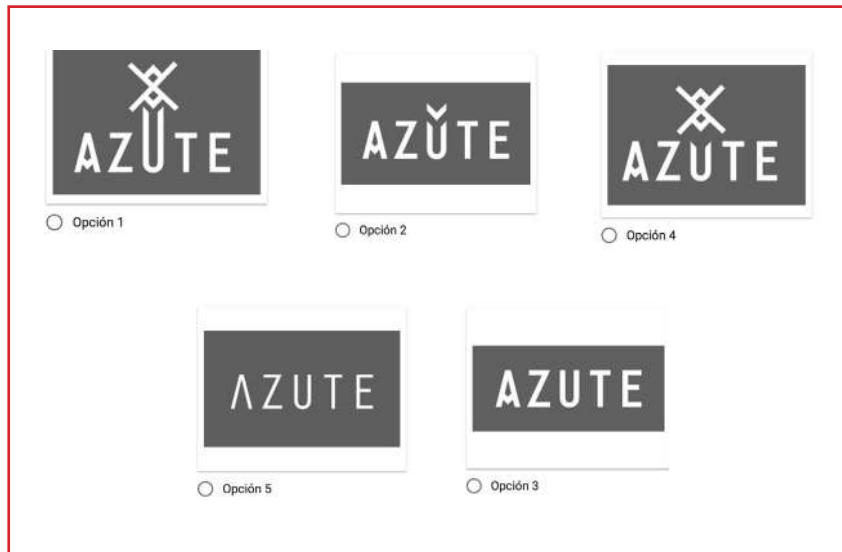 AZUTE
Opción 1
AZUTE
Opción 2
AZUTE
Opción 4
AZUTE
Opción 5
AZUTE
Opción 3